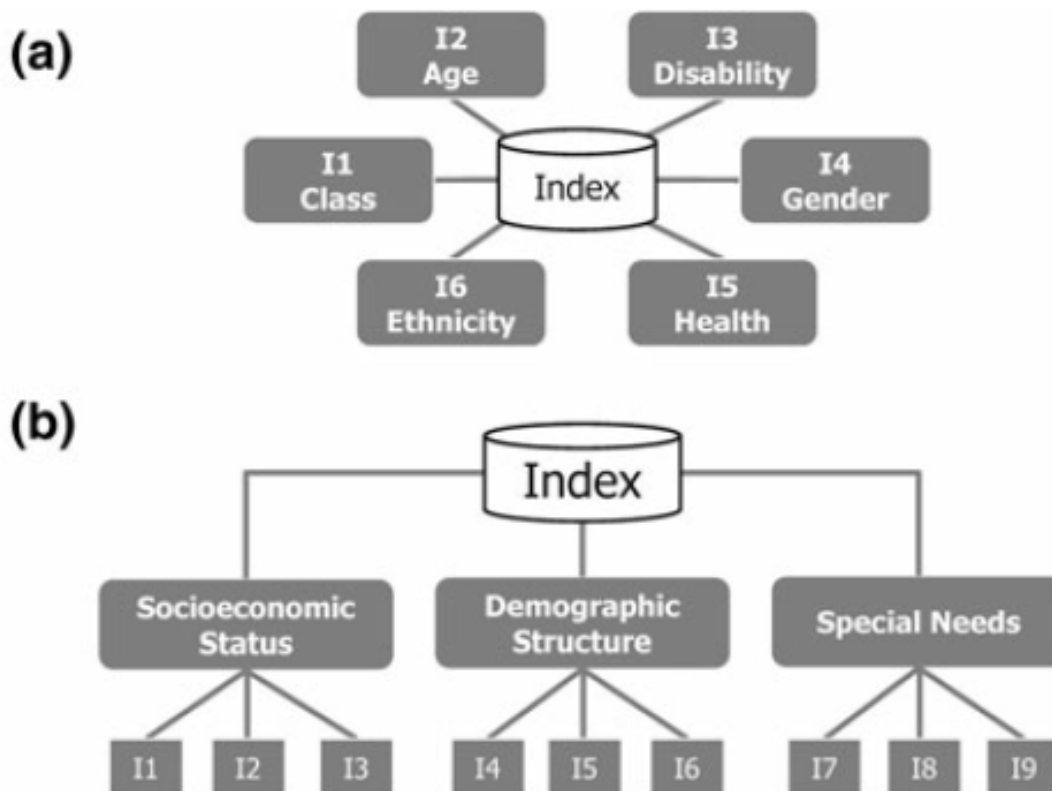 (a)
I2
Age
I3
Disability
I1
Class
Index
I4
Gender
I6
Ethnicity
I5
Health
(b)
Index
Socioeconomic
Status
Demographic
Structure
Special Needs
I1
I2
I3
I4
I5
I6
I7
I8
I9